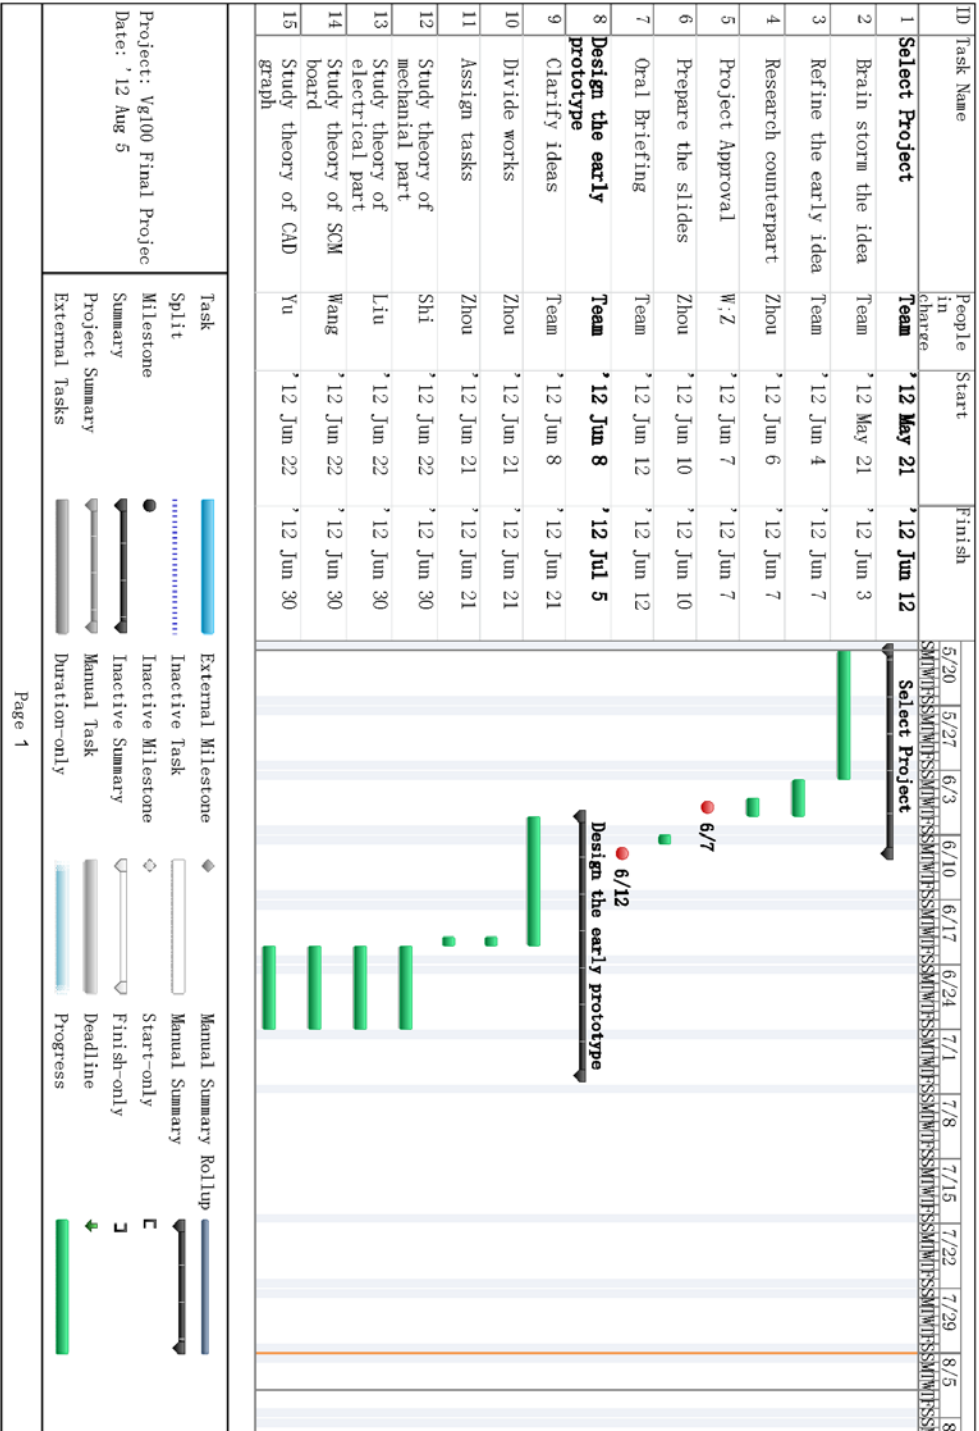 ID Task Name People in charge Start Finish 5/20 5/27 6/3 6/10 6/17 6/24 7/1 7/8 7/15 7/22 7/29 8/5 8
1 Select Project Team '12 May 21 '12 Jun 12
2 Brain storm the idea Team '12 May 21 '12 Jun 3
3 Refine the early idea Team '12 Jun 4 '12 Jun 7
4 Research counterpart Zhou '12 Jun 6 '12 Jun 7
5 Project Approval W;Z '12 Jun 7 '12 Jun 7
6 Prepare the slides Zhou '12 Jun 10 '12 Jun 10
7 Oral Briefing Team '12 Jun 12 '12 Jun 12
8 Design the early prototype Team '12 Jun 8 '12 Jul 5
9 Clarify ideas Team '12 Jun 8 '12 Jun 21
10 Divide works Zhou '12 Jun 21 '12 Jun 21
11 Assign tasks Zhou '12 Jun 21 '12 Jun 21
12 Study theory of mechanial part Shi '12 Jun 22 '12 Jun 30
13 Study theory of electrical part Liu '12 Jun 22 '12 Jun 30
14 Study theory of SCM board Wang '12 Jun 22 '12 Jun 30
15 Study theory of CAD graph Yu '12 Jun 22 '12 Jun 30
Select Project
6/7
6/12
Design the early prototype
Project: Vg100 Final Projec
Date: '12 Aug 5
Task External Milestone Manual Summary Rollup
Split Inactive Task Manual Summary
Milestone Inactive Milestone Start-only
Summary Inactive Summary Finish-only
Project Summary Manual Task Deadline
External Tasks Duration-only Progress
Page 1